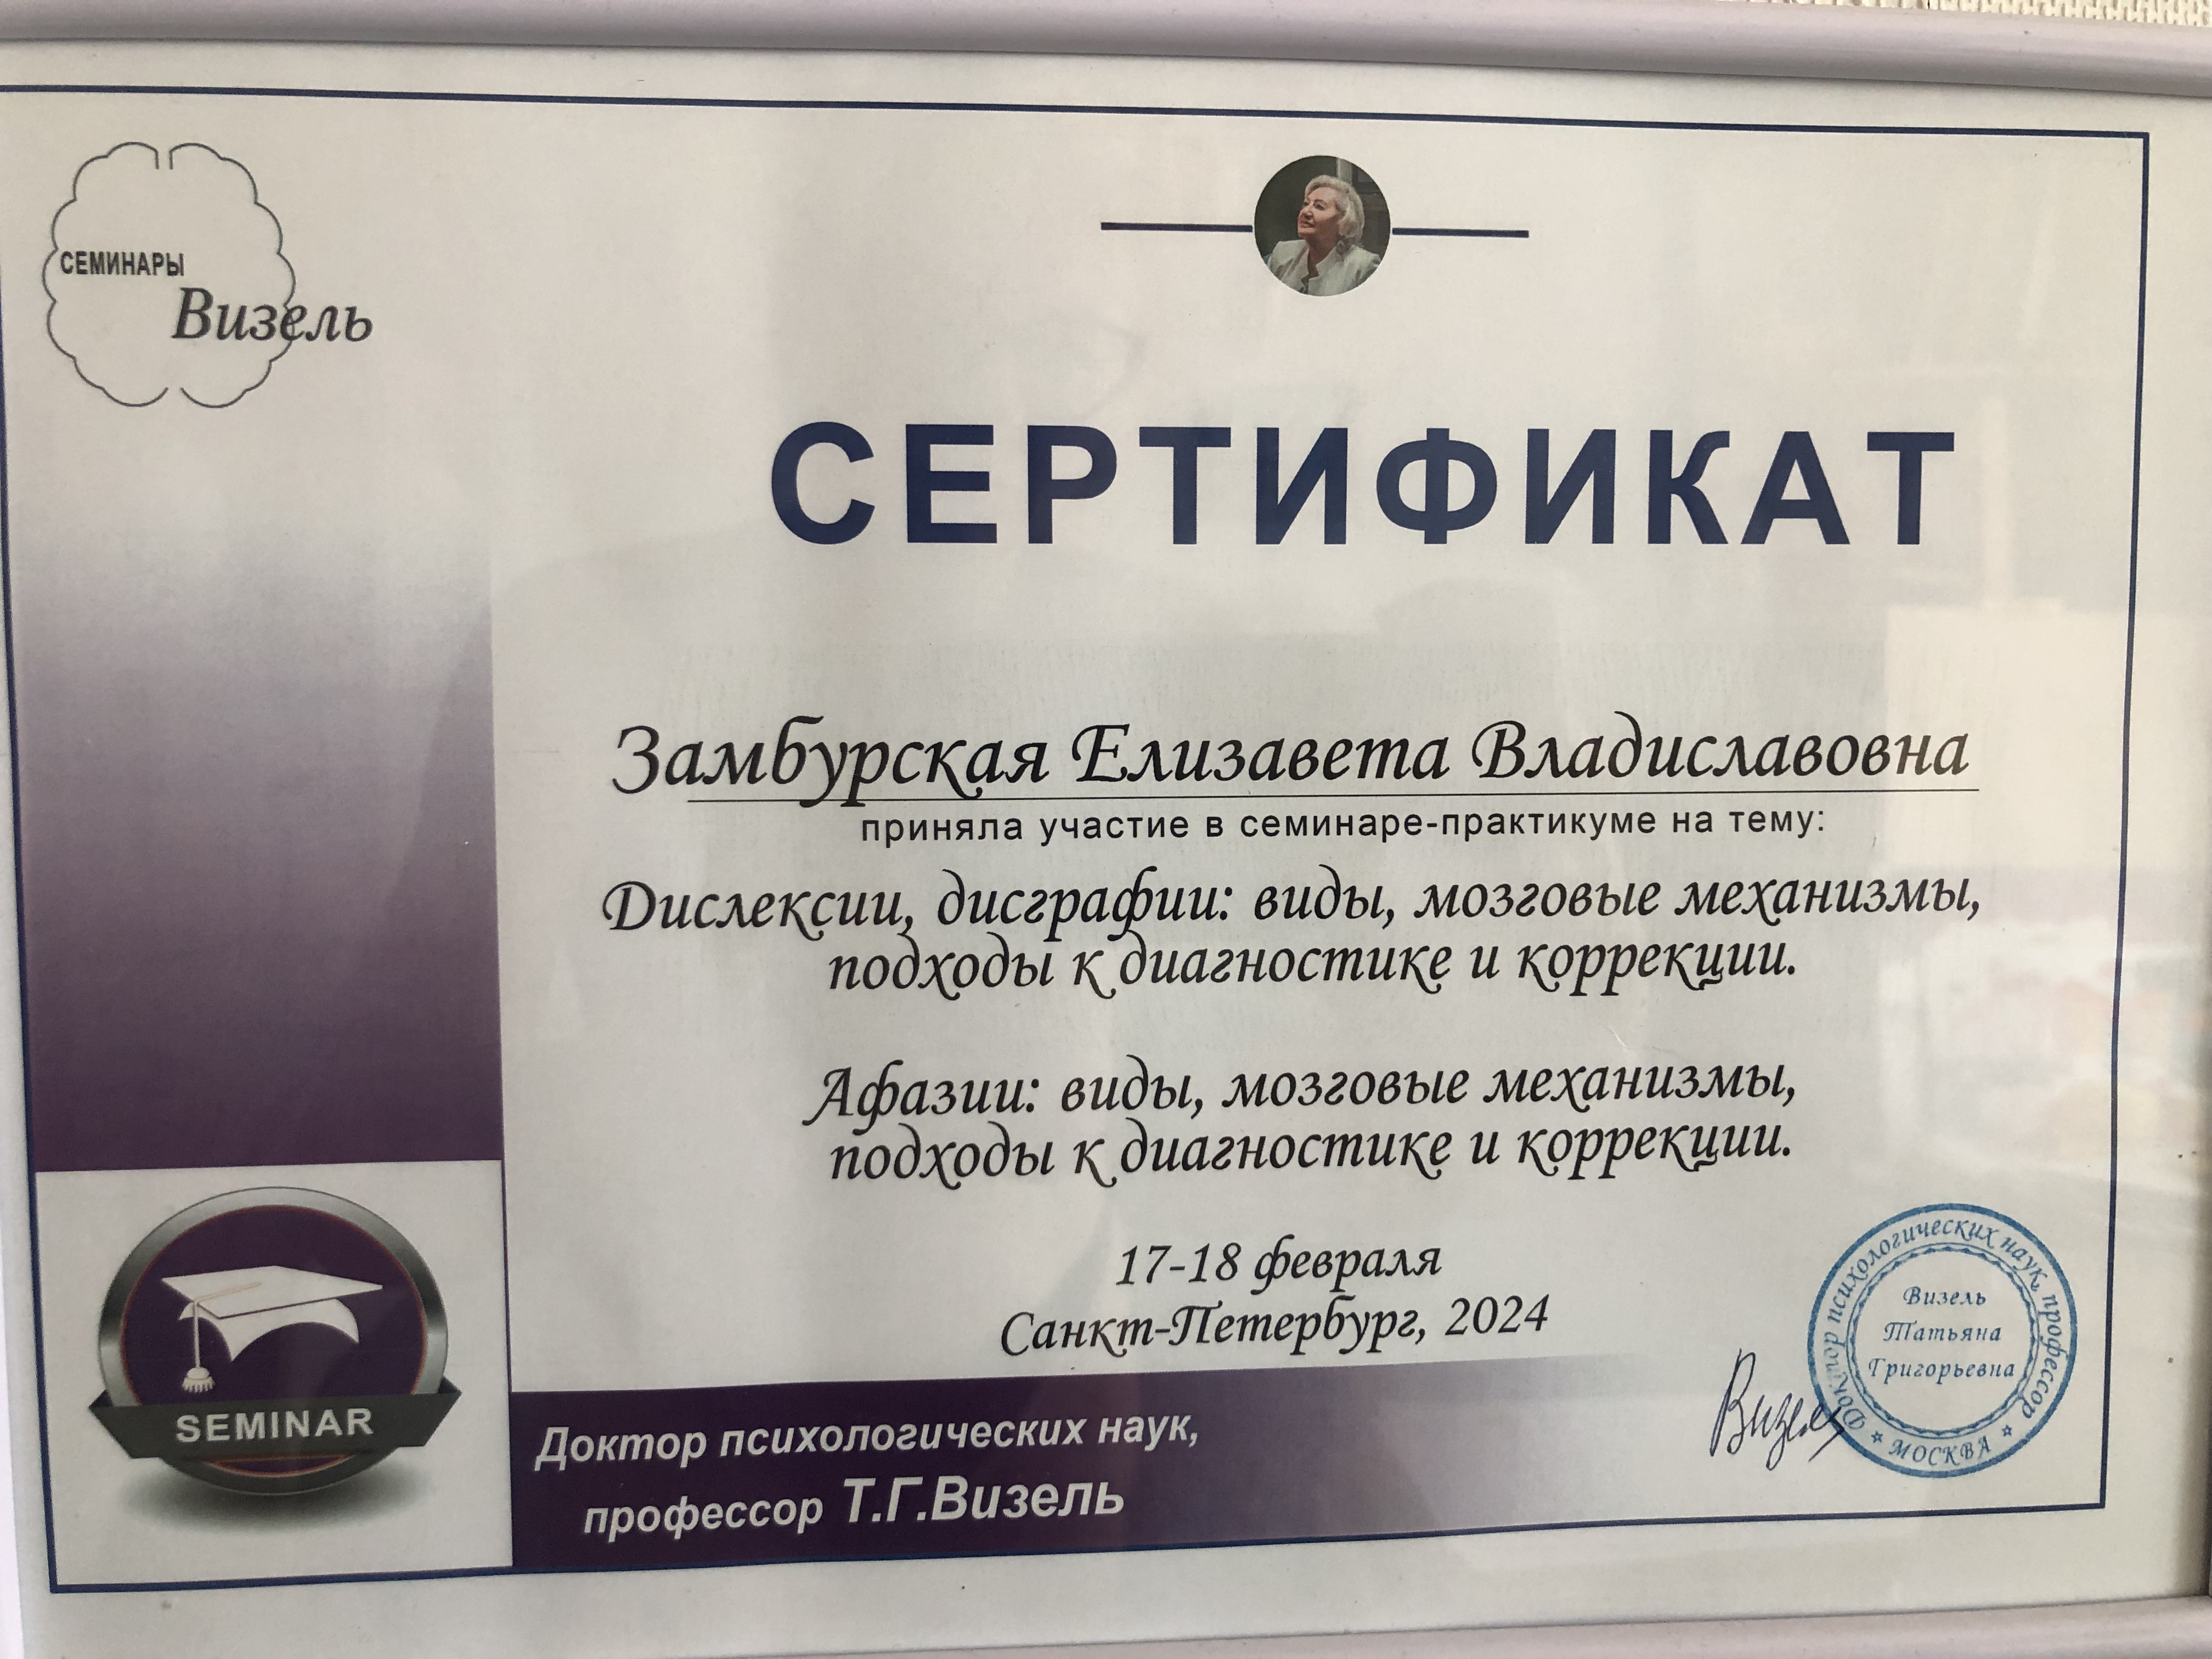 СЕМИНАРЫ
Визель
СЕРТИФИКАТ
Замбурская Елизавета Владиславовна
приняла участие в семинаре-практикуме на тему:
Дислексии, дисграфии: виды, мозговые механизмы,
подходы к диагностике и коррекции.
Афазии: виды, мозговые механизмы,
подходы к диагностике и коррекции.
17-18 февраля
Санкт-Петербург, 2024
SEMINAR
Доктор психологических наук,
профессор Т.Г.Визель
Визель
Доктор психологических наук, профессор
Визель
Татьяна
Григорьевна
МОСКВА